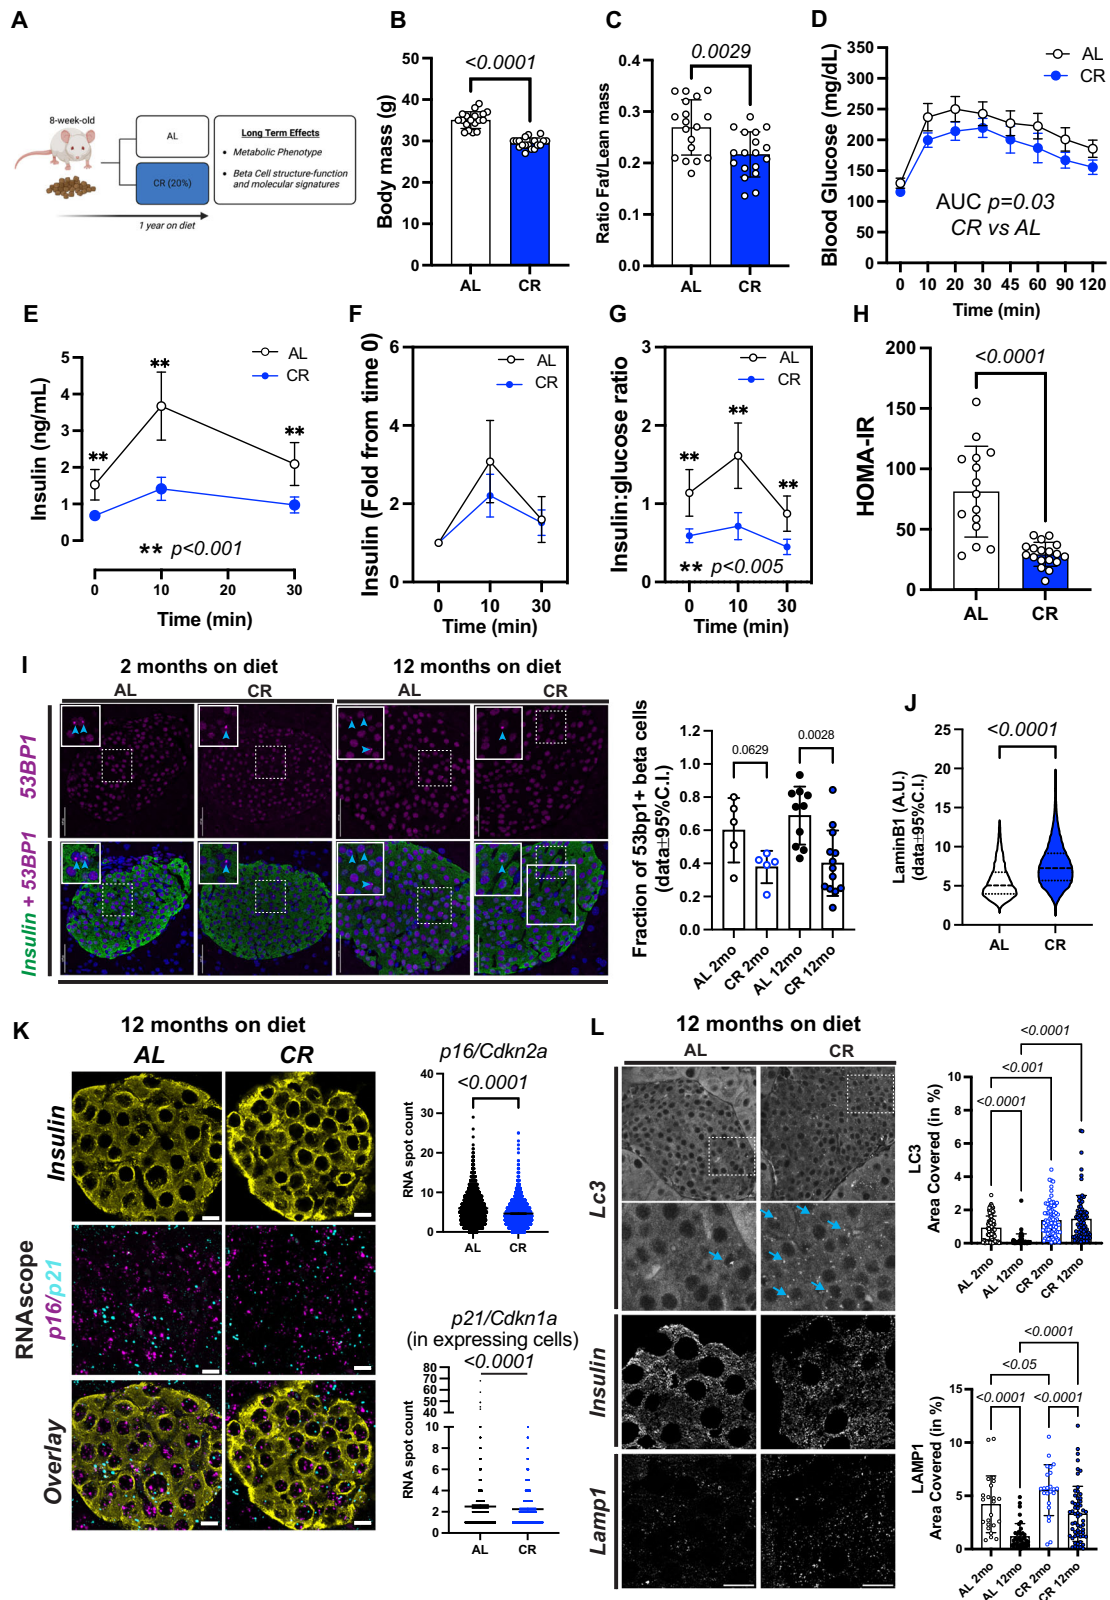 A
8-week-old
AL
CR (20%)
Long Term Effects
• Metabolic Phenotype
• Beta Cell structure-function
and molecular signatures
1 year on diet
B
<0.0001
Body mass (g)
50
40
30
20
10
0
AL CR
C
0.0029
Ratio Fat/Lean mass
0.4
0.3
0.2
0.1
0.0
AL CR
D
Blood Glucose (mg/dL)
350
300
250
200
150
100
50
0
AL
CR
AUC p=0.03
CR vs AL
0 10 20 30 45 60 90 120
Time (min)
E
Insulin (ng/mL)
5
4
3
2
1
0
AL
CR
**
**
**
** p<0.001
0 10 20 30
Time (min)
F
Insulin (Fold from time 0)
6
4
2
0
AL
CR
0 10 30
Time (min)
G
Insulin:glucose ratio
3
2
1
0
AL
CR
**
**
**
** p<0.005
0 10 30
Time (min)
H
HOMA-IR
200
150
100
50
0
<0.0001
AL CR
I
2 months on diet 12 months on diet
AL CR AL CR
53BP1
Insulin + 53BP1
Fraction of 53bp1+ beta cells
(data±95%C.I.)
1.2
1.0
0.8
0.6
0.4
0.2
0.0
0.0629
0.0028
AL 2mo
CR 2mo
AL 12mo
CR 12mo
J
<0.0001
LaminB1 (A.U.)
(data±95%C.I.)
25
20
15
10
5
0
AL CR
K
12 months on diet
AL CR
Insulin
RNAscope
p16/p21
Overlay
p16/Cdkn2a
<0.0001
RNA spot count
40
30
20
10
0
AL CR
p21/Cdkn1a
(in expressing cells)
<0.0001
RNA spot count
80
70
60
50
40
10
8
6
4
2
0
AL CR
L
12 months on diet
AL CR
Lc3
Insulin
Lamp1
<0.0001
<0.001
<0.0001
LC3
Area Covered (in %)
10
8
6
4
2
0
AL 2mo
AL 12mo
CR 2mo
CR 12mo
<0.0001
<0.05
<0.0001 <0.0001
LAMP1
Area Covered (in %)
15
10
5
0
AL 2mo
AL 12mo
CR 2mo
CR 12mo